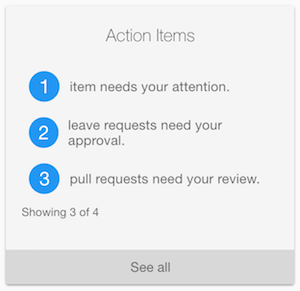 Action Items
1 item needs your attention.
2 leave requests need your
approval.
3 pull requests need your review.
Showing 3 of 4
See all